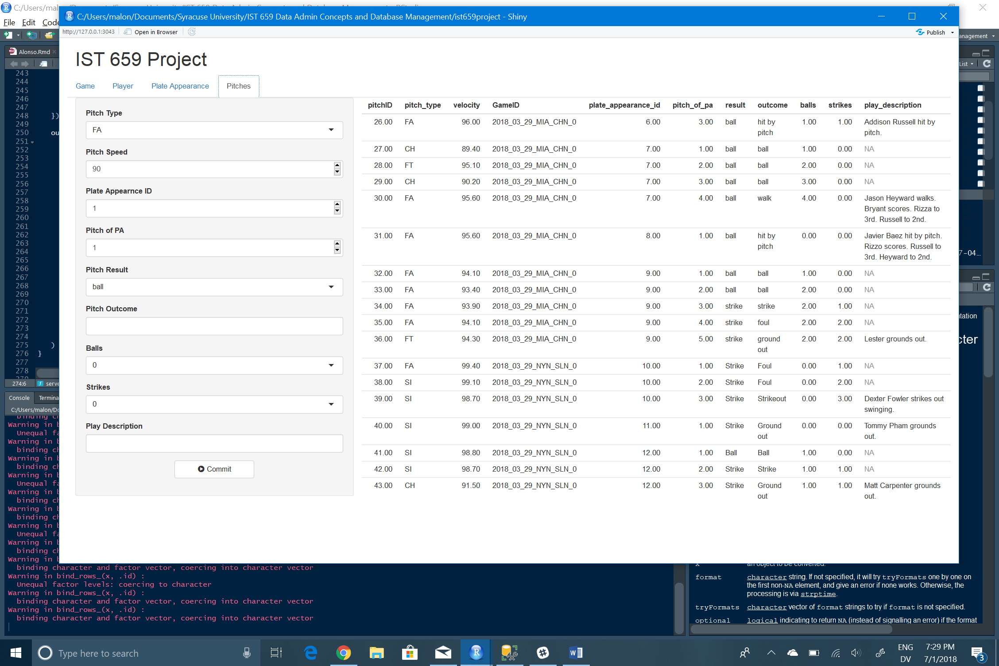 C:/Users/mal
File Edit Code
C:/Users/malon/Documents/Syracuse University/IST 659 Data Admin Concepts and Database Management/ist659project - Shiny
http://127.0.0.1:3043 Open in Browser Publish
anagement
Alonso.Rmd
List
IST 659 Project
Game Player Plate Appearance Pitches
Pitch Type
FA
Pitch Speed
90
Plate Appearnce ID
1
Pitch of PA
1
Pitch Result
ball
Pitch Outcome
Balls
0
Strikes
0
Play Description
Commit
pitchID pitch_type velocity GameID plate_appearance_id pitch_of_pa result outcome balls strikes play_description
26.00 FA 96.00 2018_03_29_MIA_CHN_0 6.00 3.00 ball hit by pitch 1.00 1.00 Addison Russell hit by pitch.
27.00 CH 89.40 2018_03_29_MIA_CHN_0 7.00 1.00 ball ball 1.00 0.00 NA
28.00 FT 95.10 2018_03_29_MIA_CHN_0 7.00 2.00 ball ball 2.00 0.00 NA
29.00 CH 90.20 2018_03_29_MIA_CHN_0 7.00 3.00 ball ball 3.00 0.00 NA
30.00 FA 95.60 2018_03_29_MIA_CHN_0 7.00 4.00 ball walk 4.00 0.00 Jason Heyward walks. Bryant scores. Rizza to 3rd. Russell to 2nd.
31.00 FA 95.60 2018_03_29_MIA_CHN_0 8.00 1.00 ball hit by pitch 0.00 0.00 Javier Baez hit by pitch. Rizzo scores. Russell to 3rd. Heyward to 2nd.
32.00 FA 94.10 2018_03_29_MIA_CHN_0 9.00 1.00 ball ball 1.00 0.00 NA
33.00 FA 93.40 2018_03_29_MIA_CHN_0 9.00 2.00 ball ball 2.00 0.00 NA
34.00 FA 93.90 2018_03_29_MIA_CHN_0 9.00 3.00 strike strike 2.00 1.00 NA
35.00 FA 94.10 2018_03_29_MIA_CHN_0 9.00 4.00 strike foul 2.00 2.00 NA
36.00 FT 94.30 2018_03_29_MIA_CHN_0 9.00 5.00 strike ground out 2.00 2.00 Lester grounds out.
37.00 FA 99.40 2018_03_29_NYN_SLN_0 10.00 1.00 Strike Foul 0.00 1.00 NA
38.00 SI 99.10 2018_03_29_NYN_SLN_0 10.00 2.00 Strike Foul 0.00 2.00 NA
39.00 SI 98.70 2018_03_29_NYN_SLN_0 10.00 3.00 Strike Strikeout 0.00 3.00 Dexter Fowler strikes out swinging.
40.00 SI 99.00 2018_03_29_NYN_SLN_0 11.00 1.00 Strike Ground out 0.00 0.00 Tommy Pham grounds out.
41.00 SI 98.80 2018_03_29_NYN_SLN_0 12.00 1.00 Ball Ball 1.00 0.00 NA
42.00 SI 98.70 2018_03_29_NYN_SLN_0 12.00 2.00 Strike Strike 1.00 1.00 NA
43.00 CH 91.50 2018_03_29_NYN_SLN_0 12.00 3.00 Strike Ground out 1.00 1.00 Matt Carpenter grounds out.
243
244
245
246
247
248 })
249
250 ou
251
252
253
254
255
256
257
258
259
260
261
262
263
264
265
266
267
268
269
270
271
272
273
274
275 )
276 }
277
278
274:6 serve
7-04...
tation
cter
Console Termina
C:/Users/malon/Do
binding ch
Warning in b
Unequal fa
Warning in b
binding ch
Warning in b
binding ch
Warning in b
Unequal fa
Warning in b
binding ch
Warning in b
binding ch
Warning in b
Unequal fa
Warning in b
binding ch
Warning in b
binding character and factor vector, coercing into character vector
Warning in bind_rows_(x, .id) :
Unequal factor levels: coercing to character
Warning in bind_rows_(x, .id) :
binding character and factor vector, coercing into character vector
Warning in bind_rows_(x, .id) :
binding character and factor vector, coercing into character vector
x an object to be converted.
format character string. If not specified, it will try tryFormats one by one on
the first non-NA element, and give an error if none works. Otherwise, the
processing is via strptime.
tryFormats character vector of format strings to try if format is not specified.
optional logical indicating to return NA (instead of signalling an error) if the format
Type here to search
ENG
DV
7:29 PM
7/1/2018
3